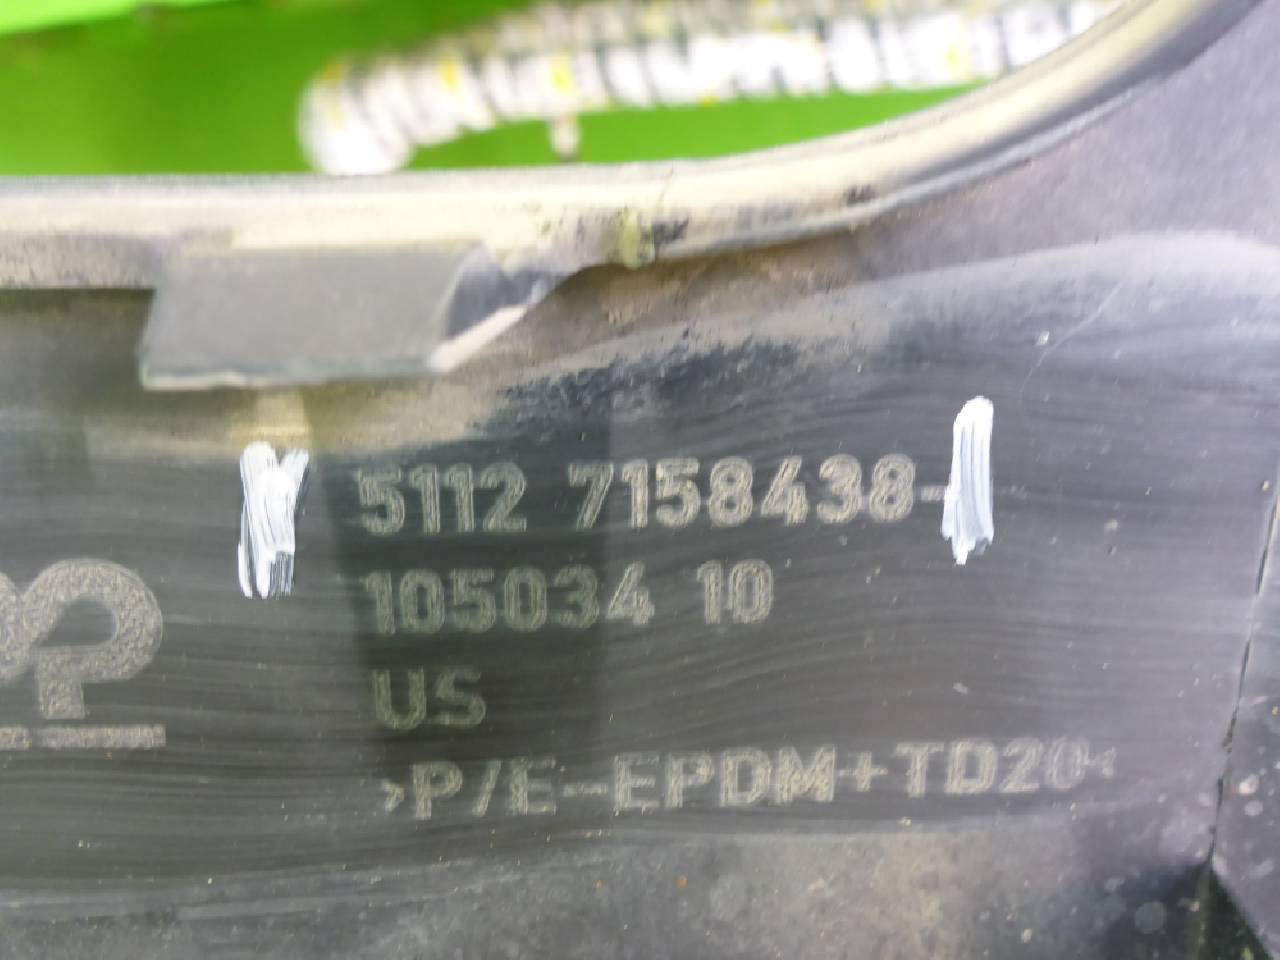 5112 7158438-
105034 10
US
>P/E-EPDM+TD20<